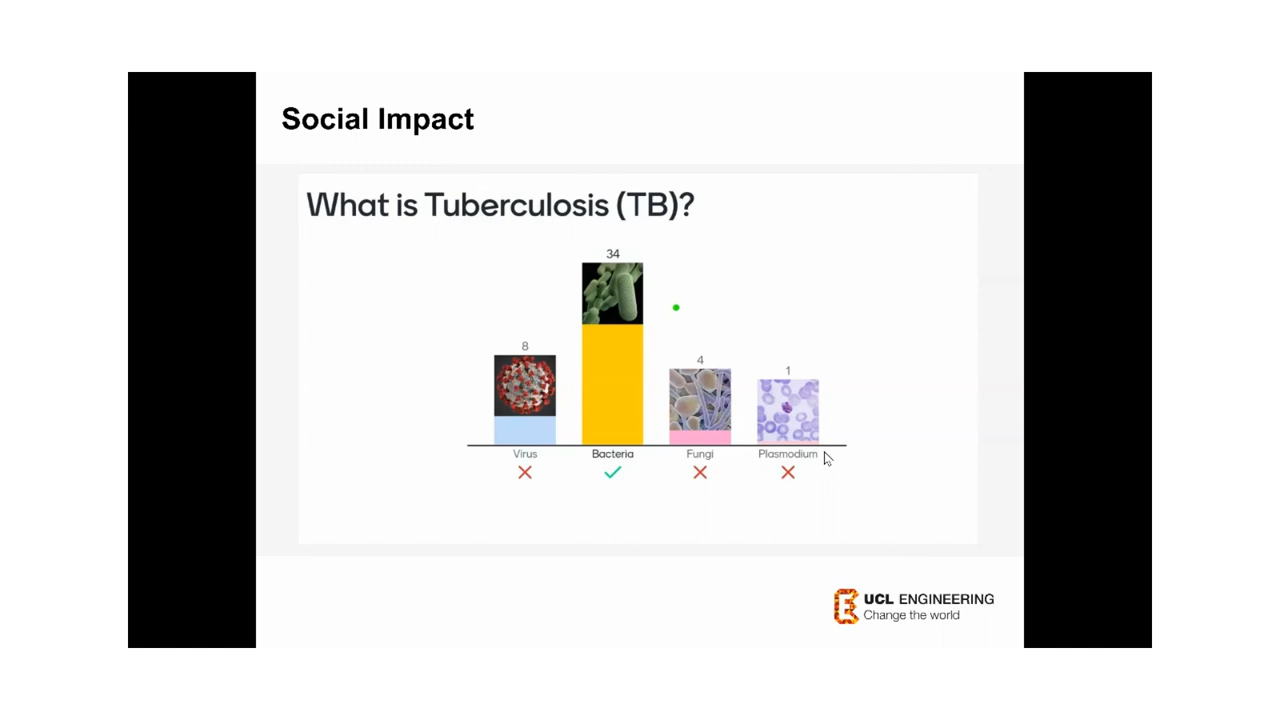 Social Impact
What is Tuberculosis (TB)?
34
8
4
1
Virus Bacteria Fungi Plasmodium
UCL ENGINEERING
Change the world